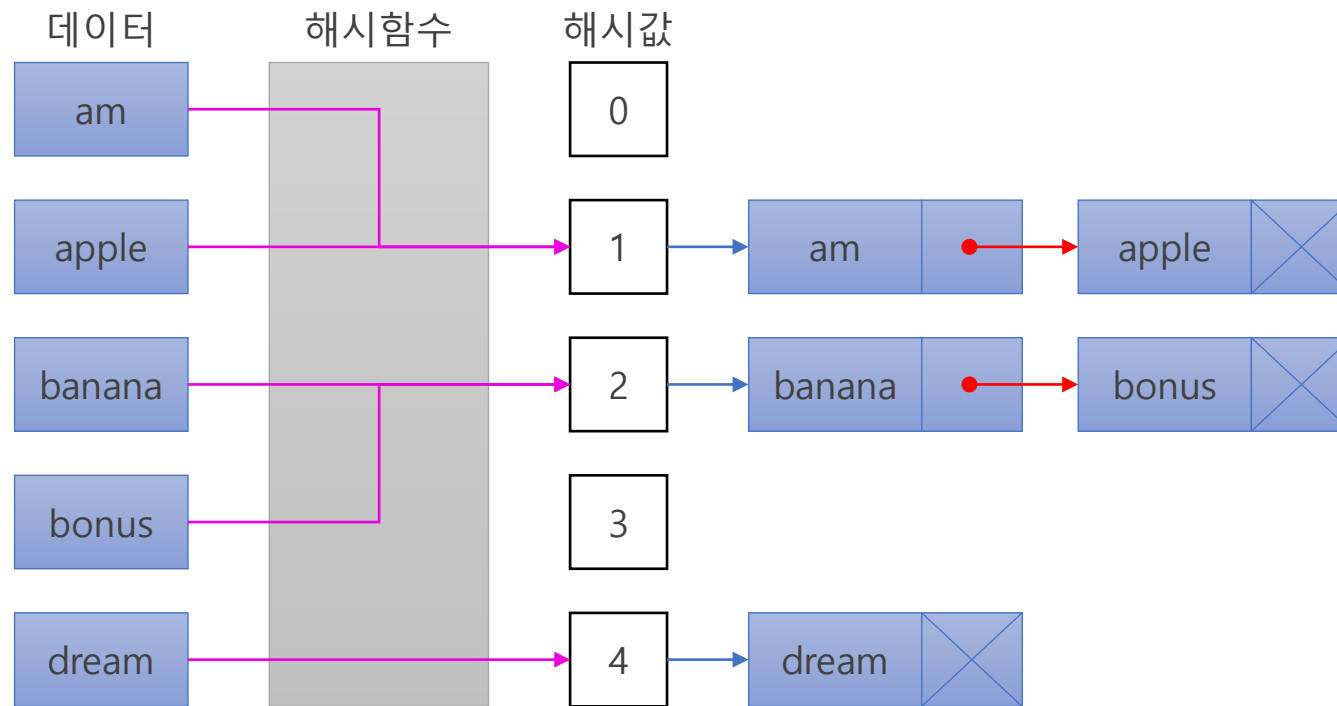 데이터 해시함수 해시값
am 0
apple 1 am apple
banana 2 banana bonus
bonus 3
dream 4 dream